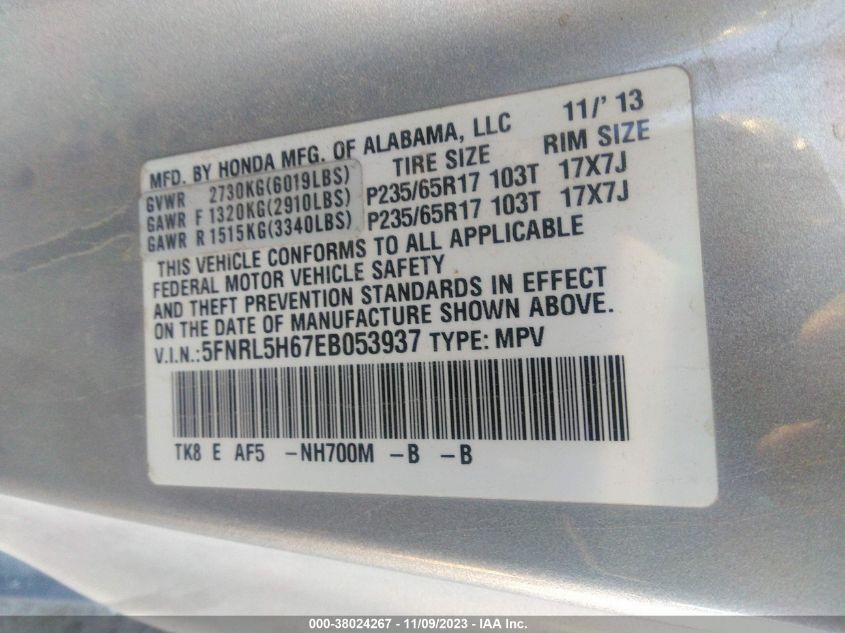 MFD. BY HONDA MFG. OF ALABAMA, LLC 11/' 13
TIRE SIZE RIM SIZE
GVWR 2730KG(6019LBS)
GAWR F 1320KG(2910LBS) P235/65R17 103T 17X7J
GAWR R 1515KG(3340LBS) P235/65R17 103T 17X7J
THIS VEHICLE CONFORMS TO ALL APPLICABLE
FEDERAL MOTOR VEHICLE SAFETY
AND THEFT PREVENTION STANDARDS IN EFFECT
ON THE DATE OF MANUFACTURE SHOWN ABOVE.
V.I.N.:5FNRL5H67EB053937 TYPE: MPV
TK8 E AF5 -NH700M -B -B
000-38024267 - 11/09/2023 - IAA Inc.